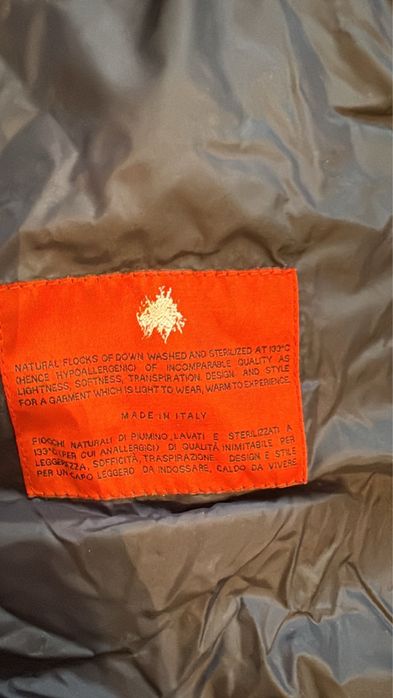 NATURAL FLOCKS OF DOWN WASHED AND STERILIZED AT 133°C
(HENCE HYPOALLERGENIC) OF INCOMPARABLE QUALITY AS
LIGHTNESS, SOFTNESS, TRANSPIRATION. DESIGN AND STYLE
FOR A GARMENT WHICH IS LIGHT TO WEAR, WARM TO EXPERIENCE.
MADE IN ITALY
FIOCCHI NATURALI DI PIUMINO, LAVATI E STERILIZZATI A
133°C (PER CUI ANALLERGICI) DI QUALITÀ INIMITABILE PER
LEGGEREZZA, SOFFICITÀ, TRASPIRAZIONE. DESIGN E STILE
PER UN CAPO LEGGERO DA INDOSSARE, CALDO DA VIVERE